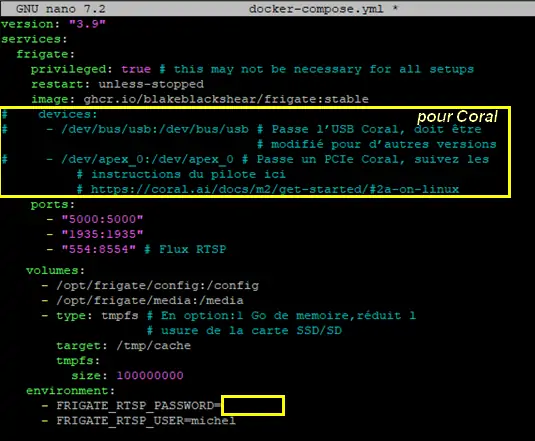 GNU nano 7.2 docker-compose.yml *
version: "3.9"
services:
frigate:
privileged: true # this may not be necessary for all setups
restart: unless-stopped
image: ghcr.io/blakeblackshear/frigate:stable
# devices: pour Coral
# - /dev/bus/usb:/dev/bus/usb # Passe l'USB Coral, doit être
# modifié pour d'autres versions
# - /dev/apex_0:/dev/apex_0 # Passe un PCIe Coral, suivez les
# instructions du pilote ici
# https://coral.ai/docs/m2/get-started/#2a-on-linux
ports:
- "5000:5000"
- "1935:1935"
- "554:8554" # Flux RTSP
volumes:
- /opt/frigate/config:/config
- /opt/frigate/media:/media
- type: tmpfs # En option:1 Go de memoire,réduit l
# usure de la carte SSD/SD
target: /tmp/cache
tmpfs:
size: 100000000
environment:
- FRIGATE_RTSP_PASSWORD=
- FRIGATE_RTSP_USER=michel